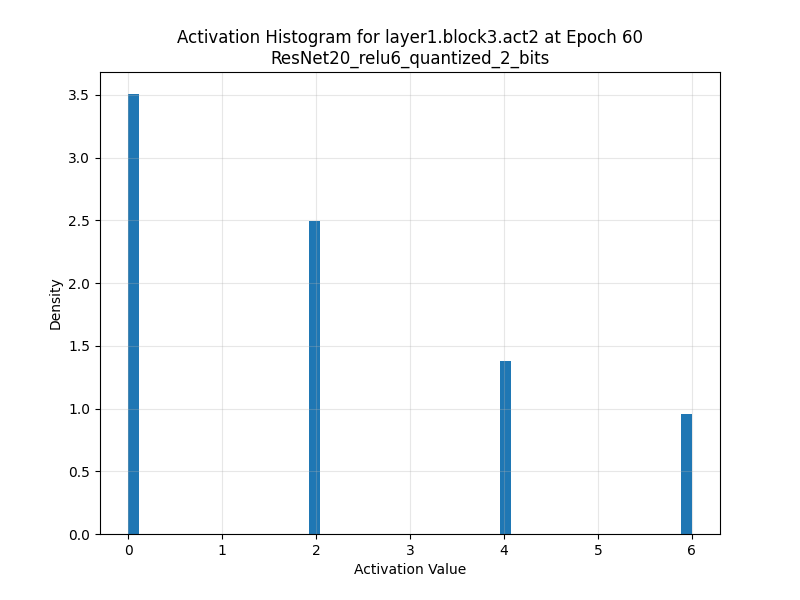 Activation Histogram for layer1.block3.act2 at Epoch 60
ResNet20_relu6_quantized_2_bits
3.5
3.0
2.5
2.0
1.5
1.0
0.5
0.0
Density
0 1 2 3 4 5 6
Activation Value